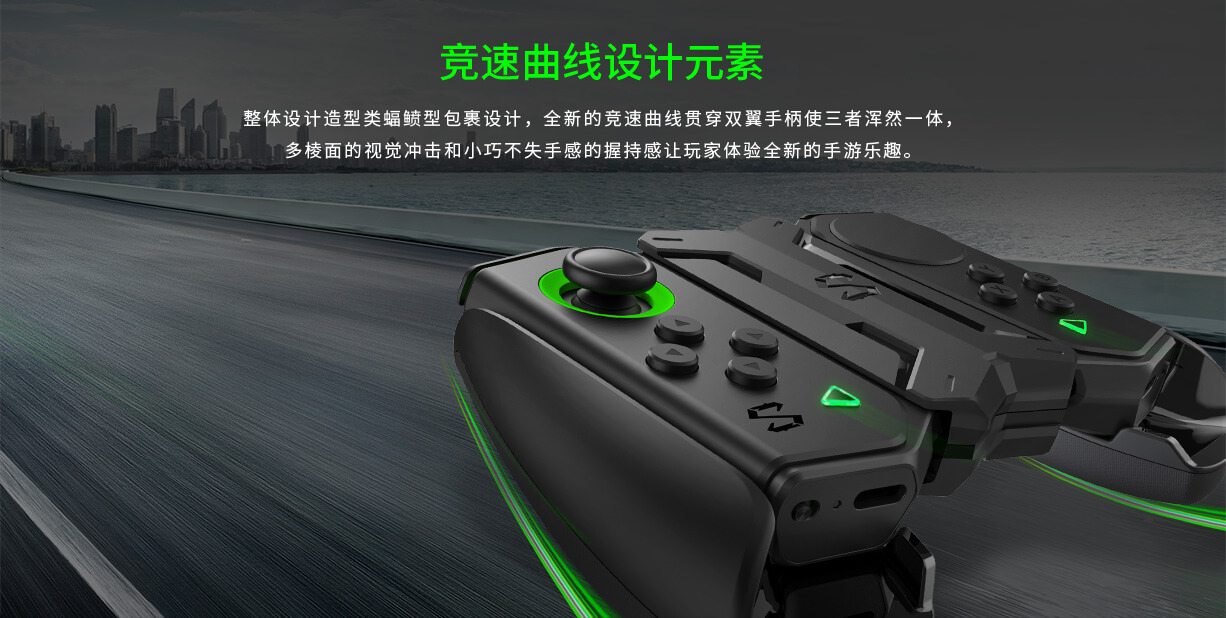 竞速曲线设计元素
整体设计造型类蝠鲼型包裹设计，全新的竞速曲线贯穿双翼手柄使三者浑然一体，
多棱面的视觉冲击和小巧不失手感的握持感让玩家体验全新的手游乐趣。